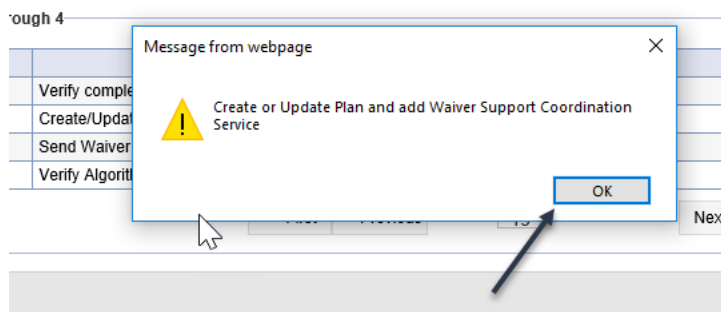 rough 4
Message from webpage
Verify comple
Create or Update Plan and add Waiver Support Coordination
Service
Create/Updat
Send Waiver
Verify Algorit
OK
Nex